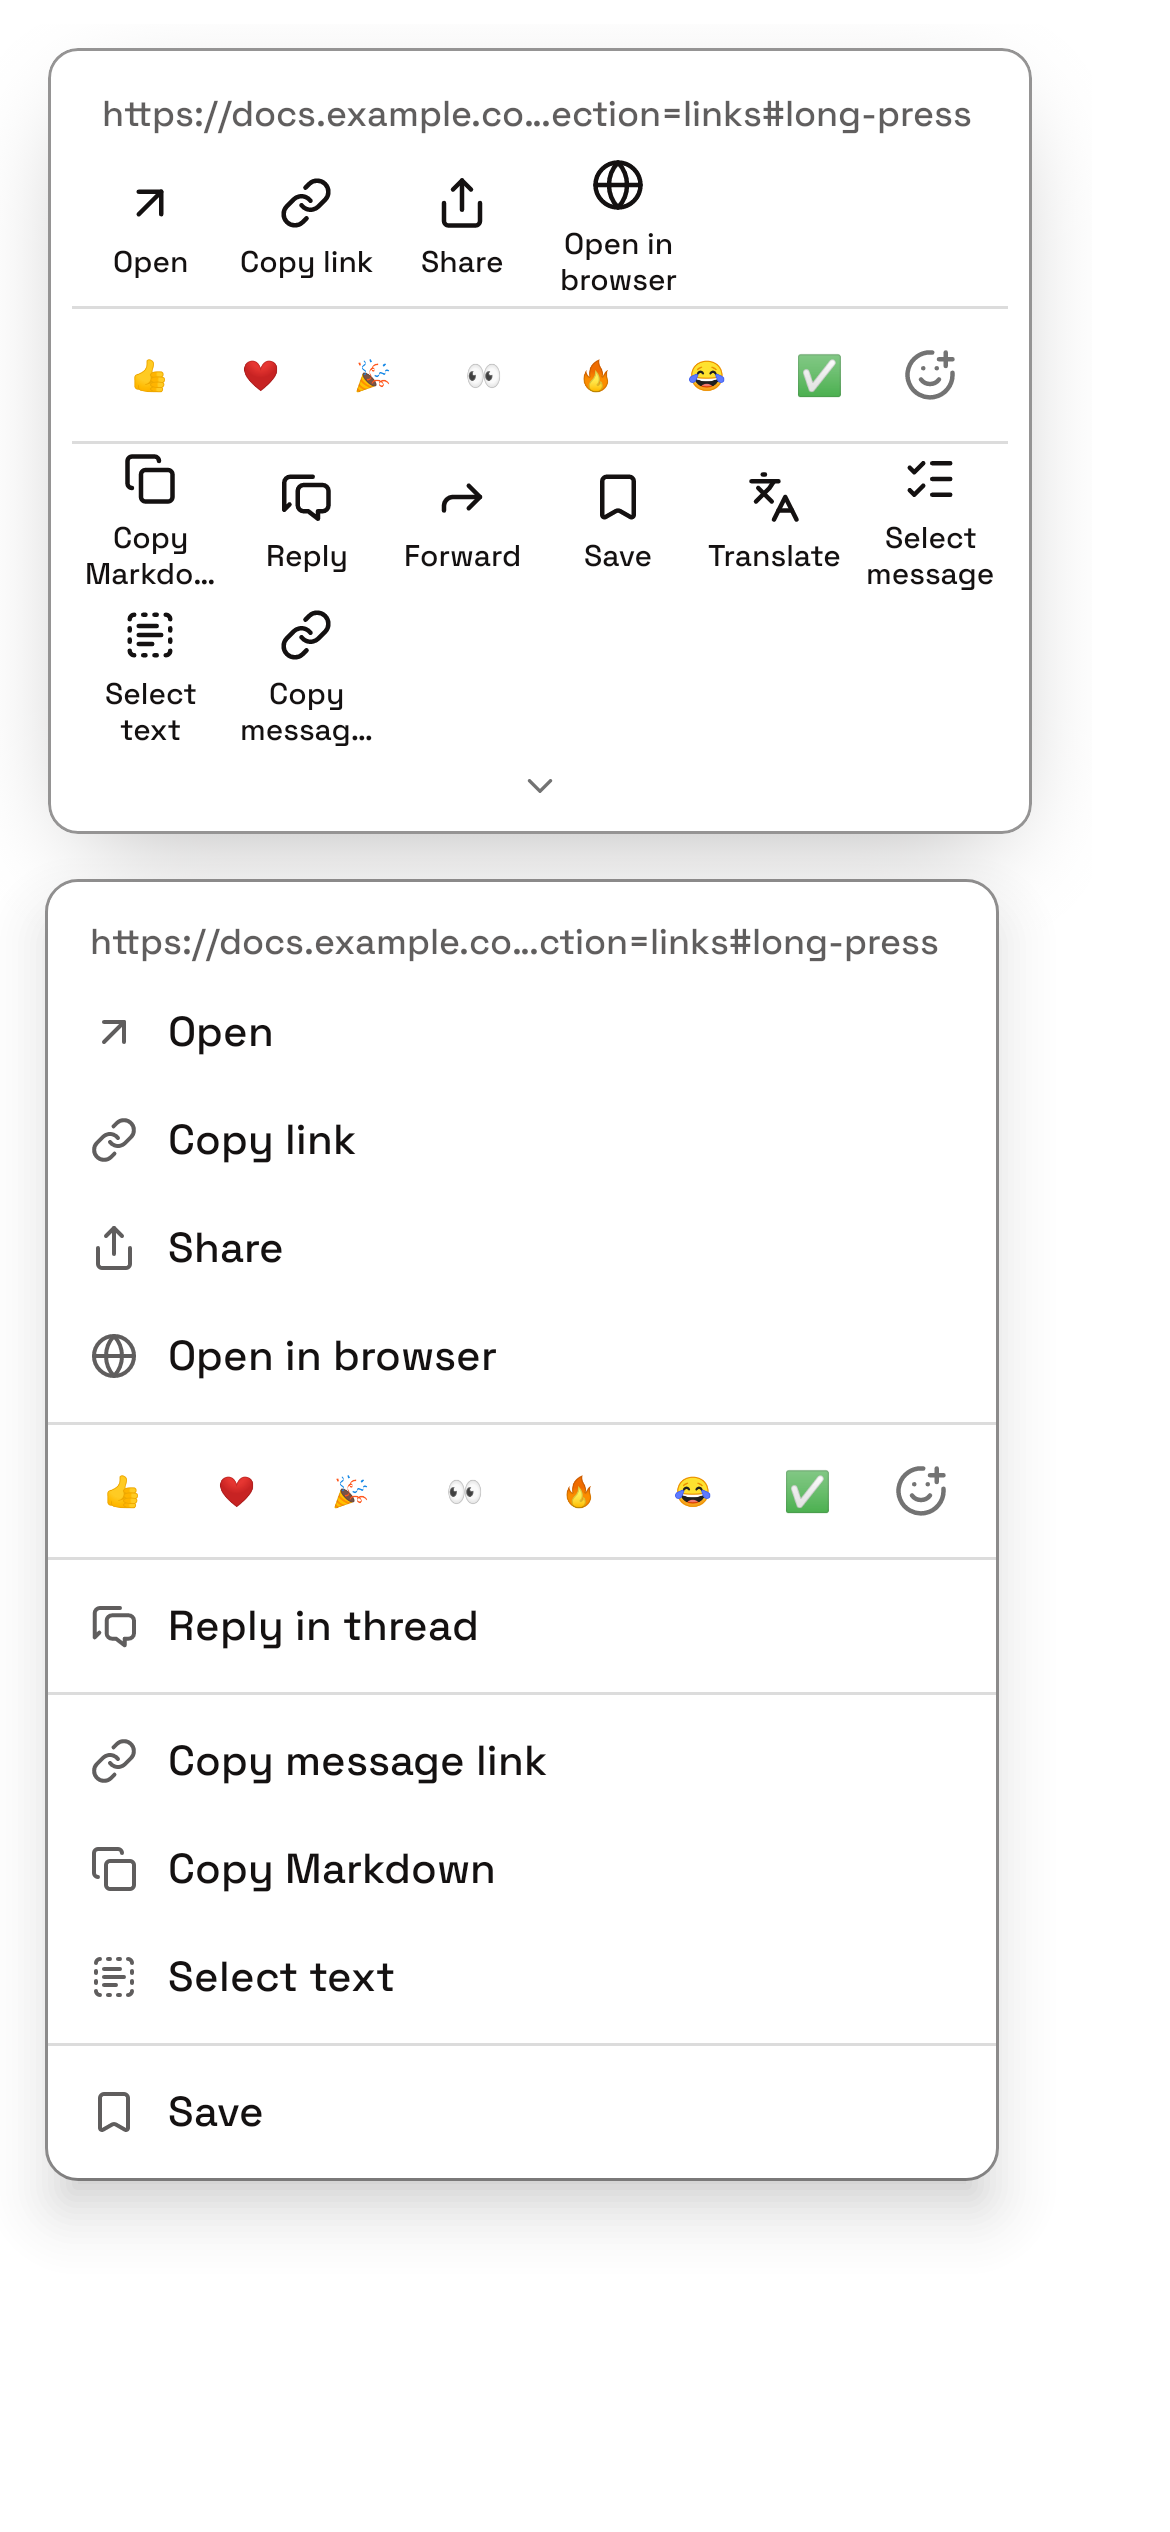 https://docs.example.co...ection=links#long-press
Open
Copy link
Share
Open in
browser
Copy
Markdo...
Reply
Forward
Save
Translate
Select
message
Select
text
Copy
messag...
https://docs.example.co...ction=links#long-press
Open
Copy link
Share
Open in browser
Reply in thread
Copy message link
Copy Markdown
Select text
Save